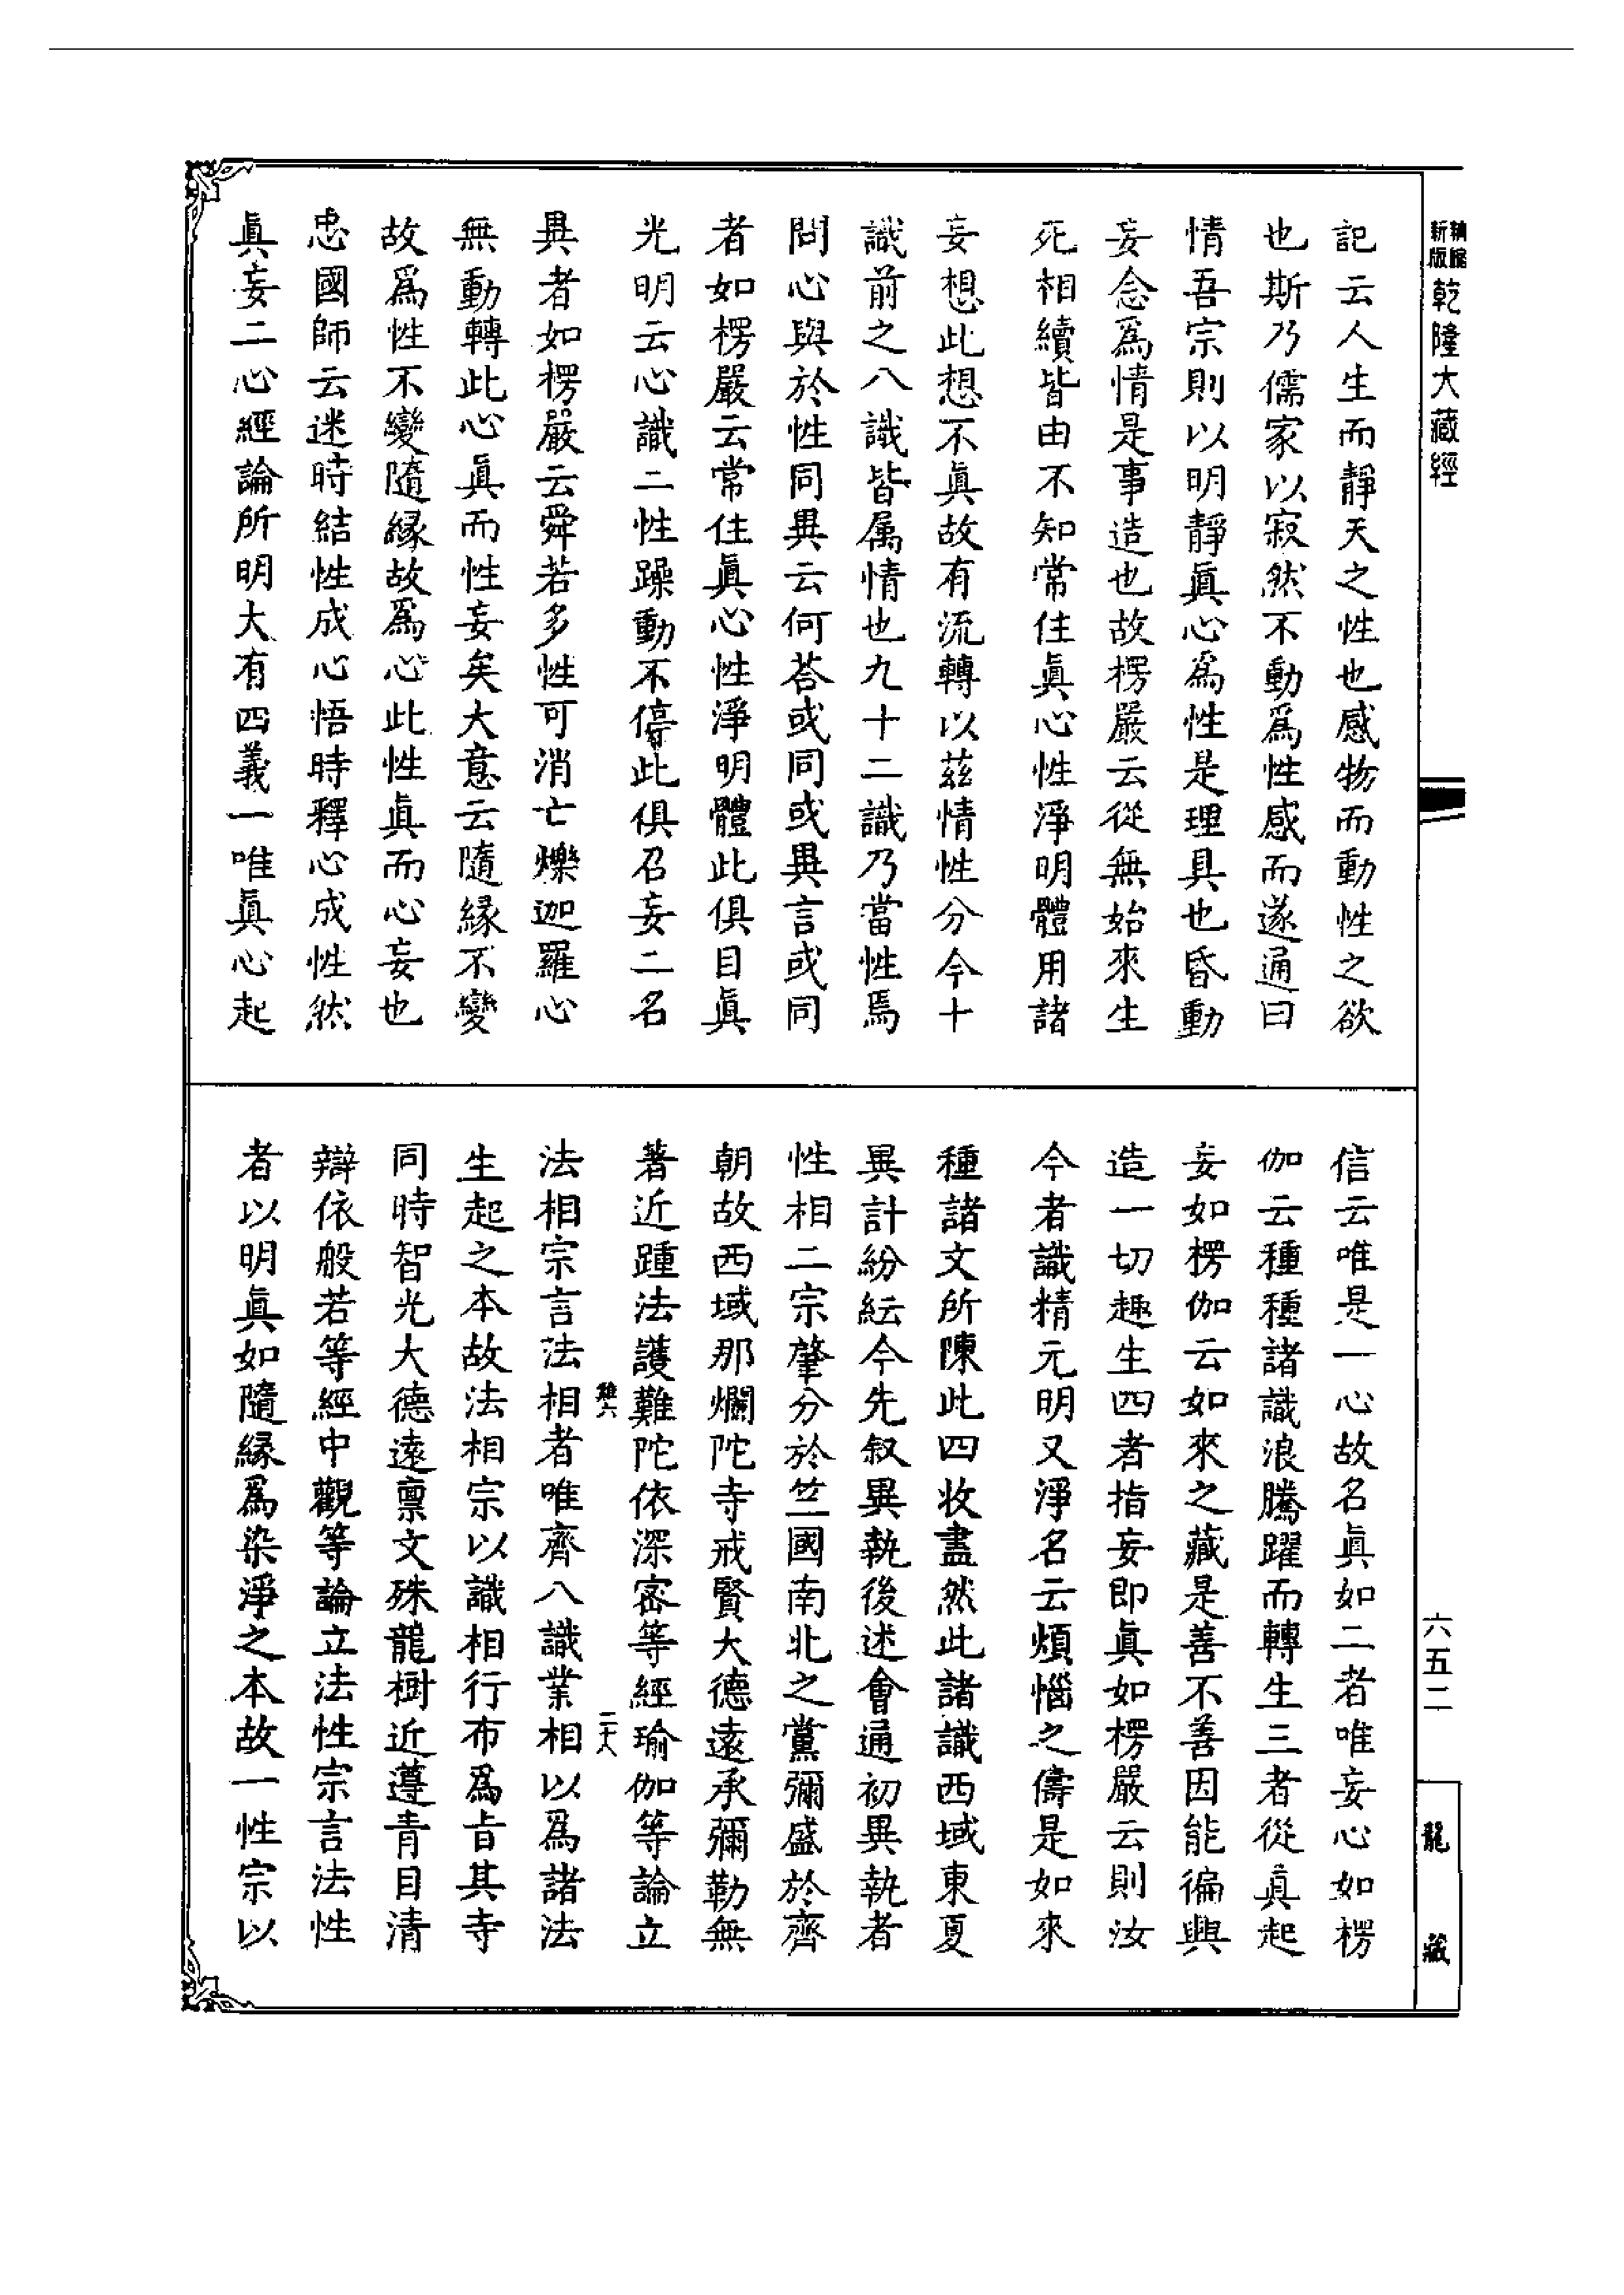 新版
乾隆大藏經
記云人生而靜天之性也感物而動性之欲
也斯乃儒家以寂然不動爲性感而遂通曰
情吾宗則以明靜眞心爲性是理具也昏動
妄念爲情是事造也故楞嚴云從無始來生
死相續皆由不知常住眞心性淨明體用諸
妄想此想不眞故有流轉以茲情性分今十
識前之八識皆属情也九十二識乃當性焉
問心與於性同異云何荅或同或異言或同
者如楞嚴云常住眞心性淨明體此俱目眞
光明云心識二性躁動不停此俱召妄二名
異者如楞嚴云舜若多性可消亡爍迦羅心
無動轉此心眞而性妄矣大意云隨緣不變
故爲性不變隨緣故爲心此性眞而心妄也
忠國師云迷時結性成心悟時釋心成性然
眞妄二心經論所明大有四義一唯眞心起
信云唯是一心故名眞如二者唯妄心如楞
伽云種種諸識浪騰躍而轉生三者從真起
妄如楞伽云如來之藏是善不善因能徧興
造一切趣生四者指妄即眞如楞嚴云則汝
今者識精元明又淨名云煩惱之儔是如來
種諸文所陳此四收盡然此諸識西域東夏
異計紛紜今先叙異執後述會通初異執者
性相二宗肇分於竺國南北之黨彌盛於齊
朝故西域那爛陀寺戒賢大德遠承彌勒無
著近踵法護難陀依深密等經瑜伽等論立
法相宗言法相者唯齊八識業相以爲諸法
生起之本故法相宗以識相行布爲旨其寺
同時智光大德遠禀文殊龍樹近遵青目清
辯依般若等經中觀等論立法性宗言法性
者以明眞如隨緣爲染淨之本故一性宗以
六
二十八
六五二
龍藏